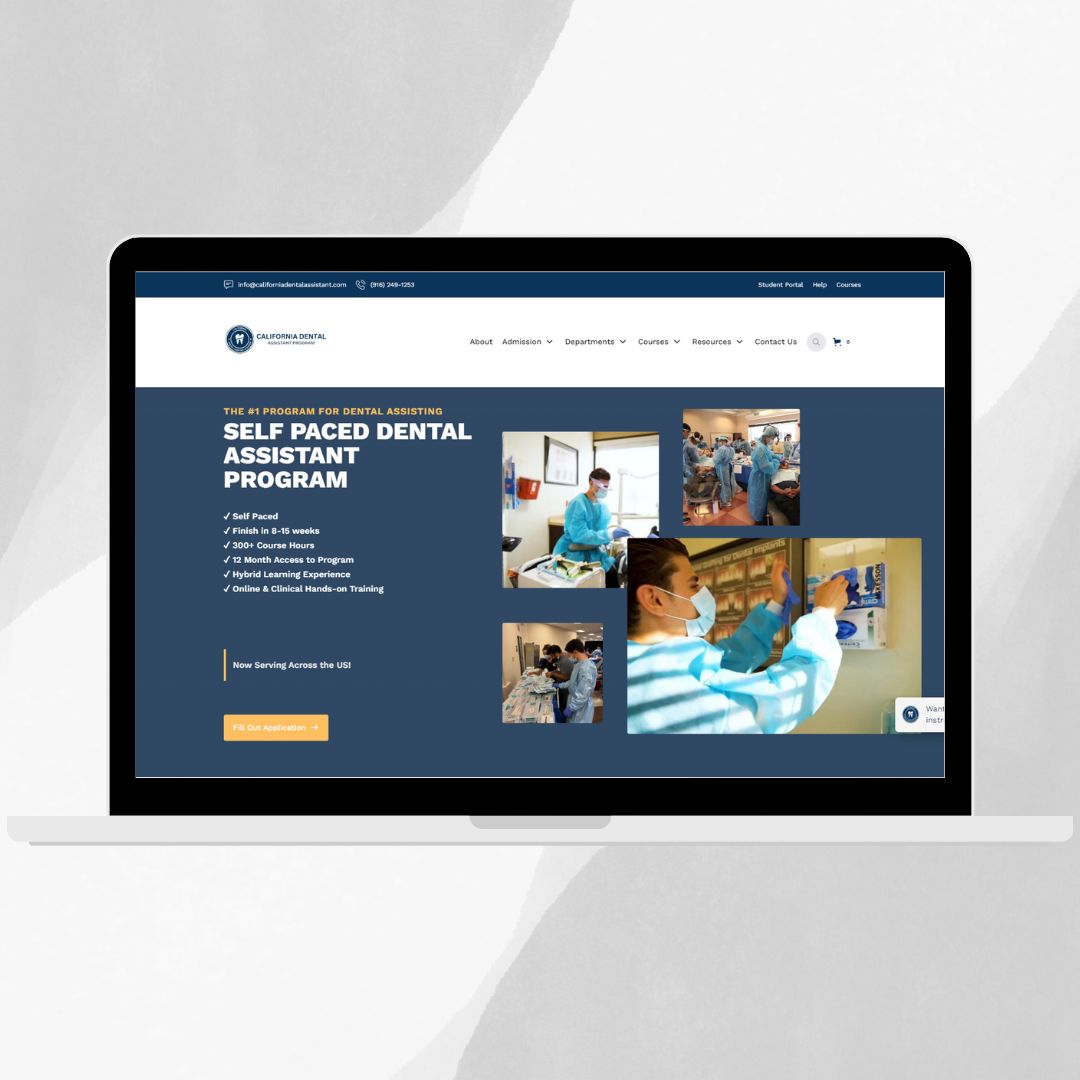 info@californiadentalassistant.com (916) 249-1253 Student Portal Help Courses
CALIFORNIA DENTAL
ASSISTANT PROGRAM
About Admission Departments Courses Resources Contact Us 0
THE #1 PROGRAM FOR DENTAL ASSISTING
SELF PACED DENTAL
ASSISTANT
PROGRAM
✓ Self Paced
✓ Finish in 8-15 weeks
✓ 300+ Course Hours
✓ 12 Month Access to Program
✓ Hybrid Learning Experience
✓ Online & Clinical Hands-on Training
Now Serving Across the US!
Fill Out Application →
for Dental Implants
Want
instr